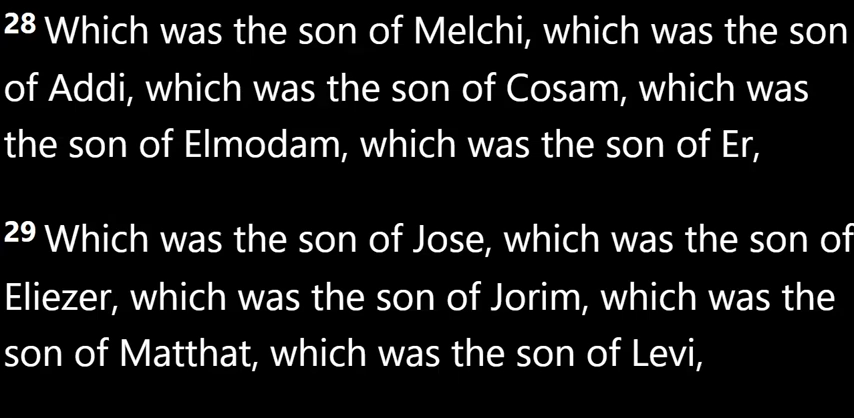 28 Which was the son of Melchi, which was the son
of Addi, which was the son of Cosam, which was
the son of Elmodam, which was the son of Er,
29 Which was the son of Jose, which was the son of
Eliezer, which was the son of Jorim, which was the
son of Matthat, which was the son of Levi,